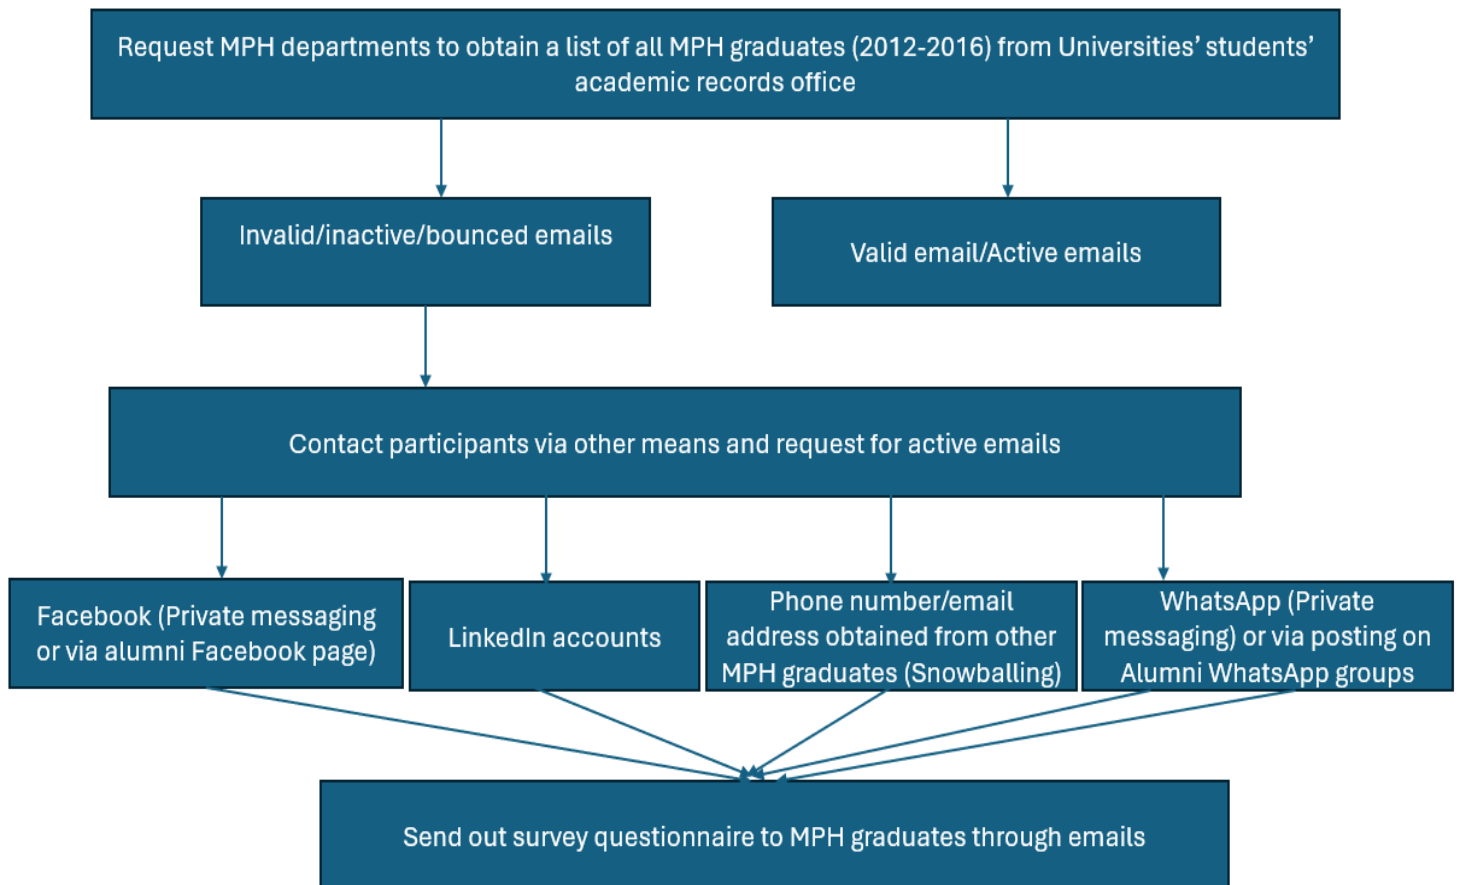 Request MPH departments to obtain a list of all MPH graduates (2012-2016) from Universities’ students’
academic records office
Invalid/inactive/bounced emails
Valid email/Active emails
Contact participants via other means and request for active emails
Facebook (Private messaging
or via alumni Facebook page)
LinkedIn accounts
Phone number/email
address obtained from other
MPH graduates (Snowballing)
WhatsApp (Private
messaging) or via posting on
Alumni WhatsApp groups
Send out survey questionnaire to MPH graduates through emails